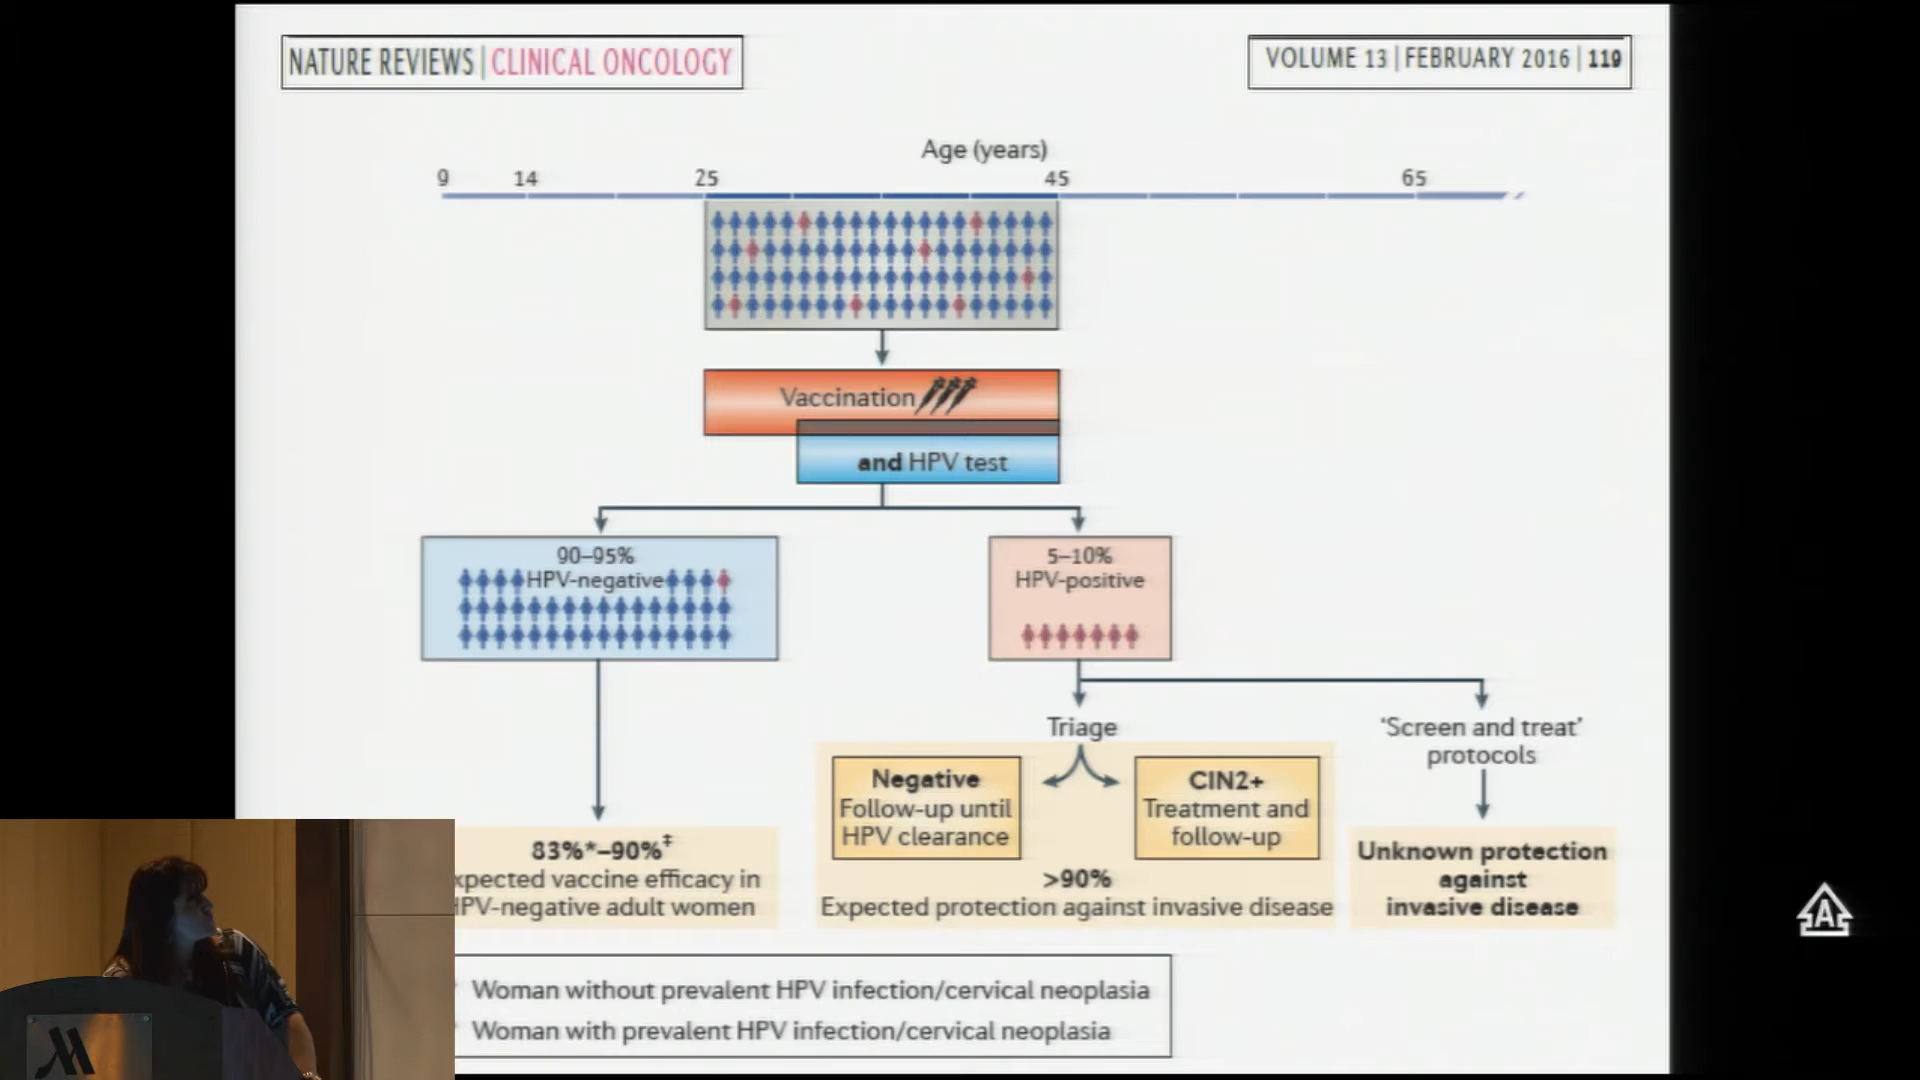 NATURE REVIEWS | CLINICAL ONCOLOGY
VOLUME 13 | FEBRUARY 2016 | 119
Age (years)
9 14 25 45 65
Vaccination
and HPV test
90–95%
HPV-negative
5–10%
HPV-positive
Triage
'Screen and treat'
protocols
Negative
Follow-up until
HPV clearance
CIN2+
Treatment and
follow-up
83%*–90%‡
xpected vaccine efficacy in
HPV-negative adult women
>90%
Expected protection against invasive disease
Unknown protection
against
invasive disease
Woman without prevalent HPV infection/cervical neoplasia
Woman with prevalent HPV infection/cervical neoplasia
A